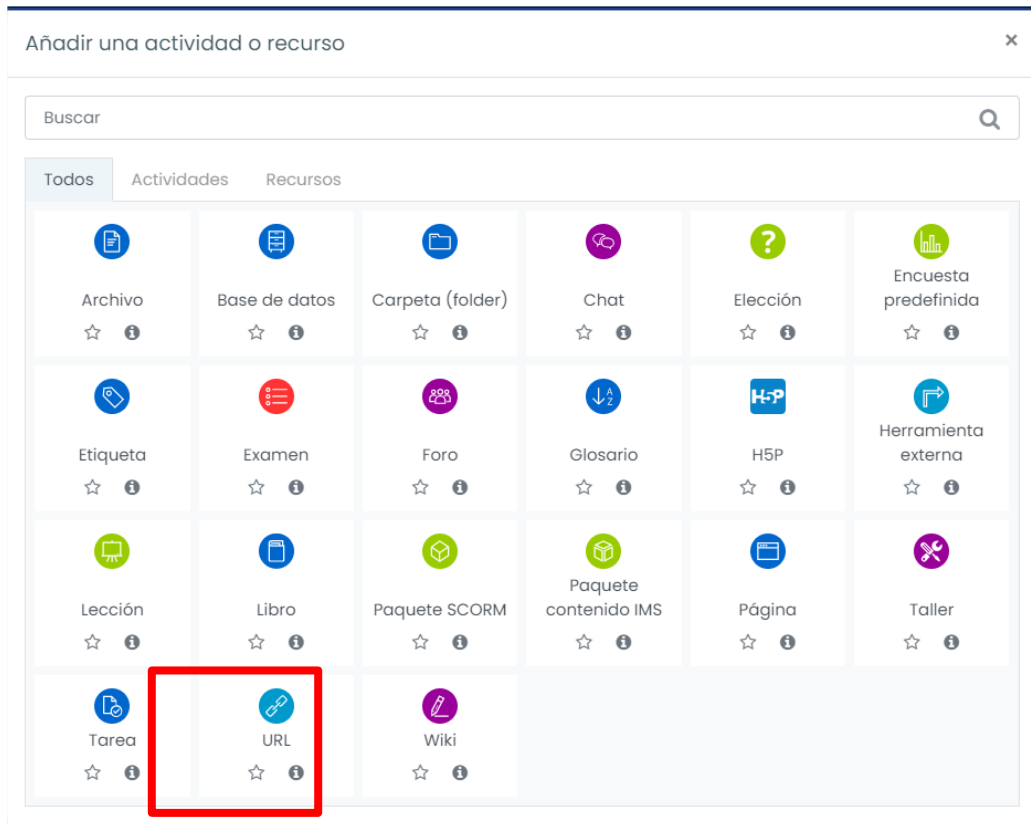 Añadir una actividad o recurso
×
Buscar
Todos Actividades Recursos
Archivo Base de datos Carpeta (folder) Chat Elección Encuesta predefinida
Etiqueta Examen Foro Glosario H5P Herramienta externa
Lección Libro Paquete SCORM Paquete contenido IMS Página Taller
Tarea URL Wiki